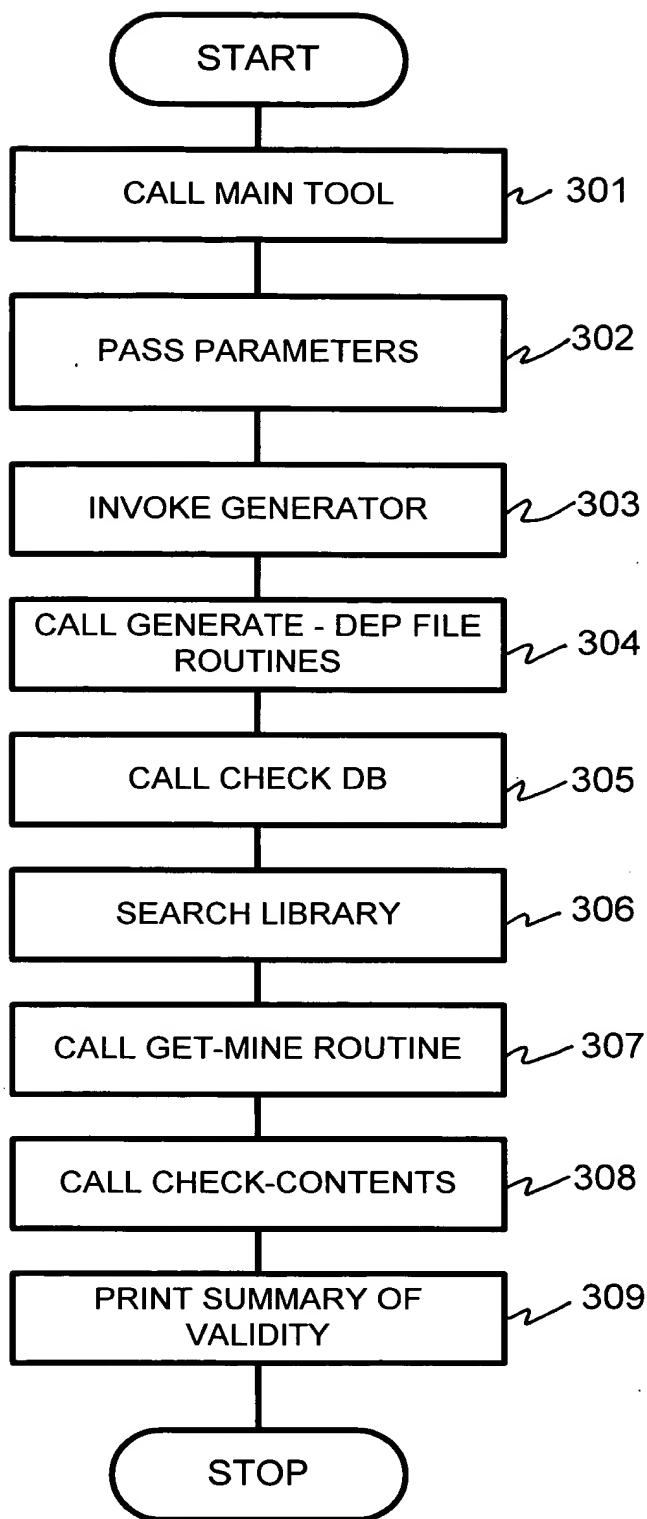 START
CALL MAIN TOOL
301
PASS PARAMETERS
302
INVOKE GENERATOR
303
CALL GENERATE - DEP FILE
ROUTINES
304
CALL CHECK DB
305
SEARCH LIBRARY
306
CALL GET-MINE ROUTINE
307
CALL CHECK-CONTENTS
308
PRINT SUMMARY OF
VALIDITY
309
STOP